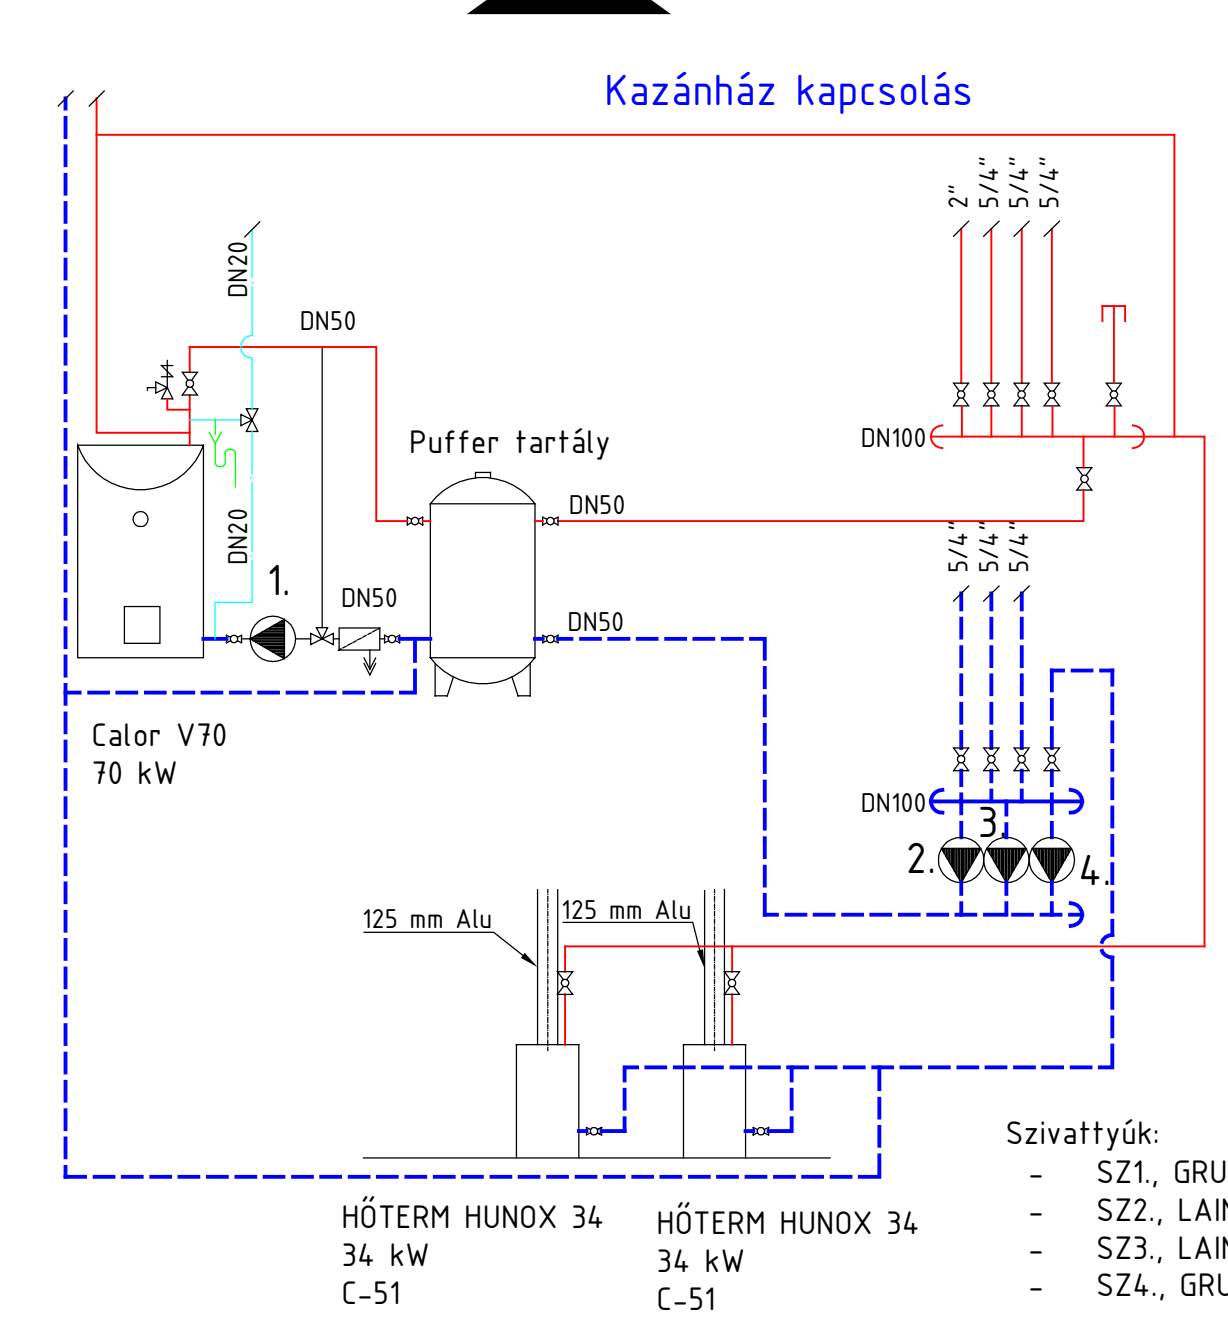 Kazánház kapcsolás
2"
5/4"
5/4"
5/4"
DN20
DN50
Puffer tartály
DN100
DN50
DN20
5/4"
5/4"
5/4"
1.
DN50
DN50
Calor V70
70 kW
DN100
3.
2.
4.
125 mm Alu
125 mm Alu
Szivattyúk:
- SZ1., GRU
- SZ2., LAIN
- SZ3., LAIN
- SZ4., GRU
HŐTERM HUNOX 34
34 kW
C-51
HŐTERM HUNOX 34
34 kW
C-51